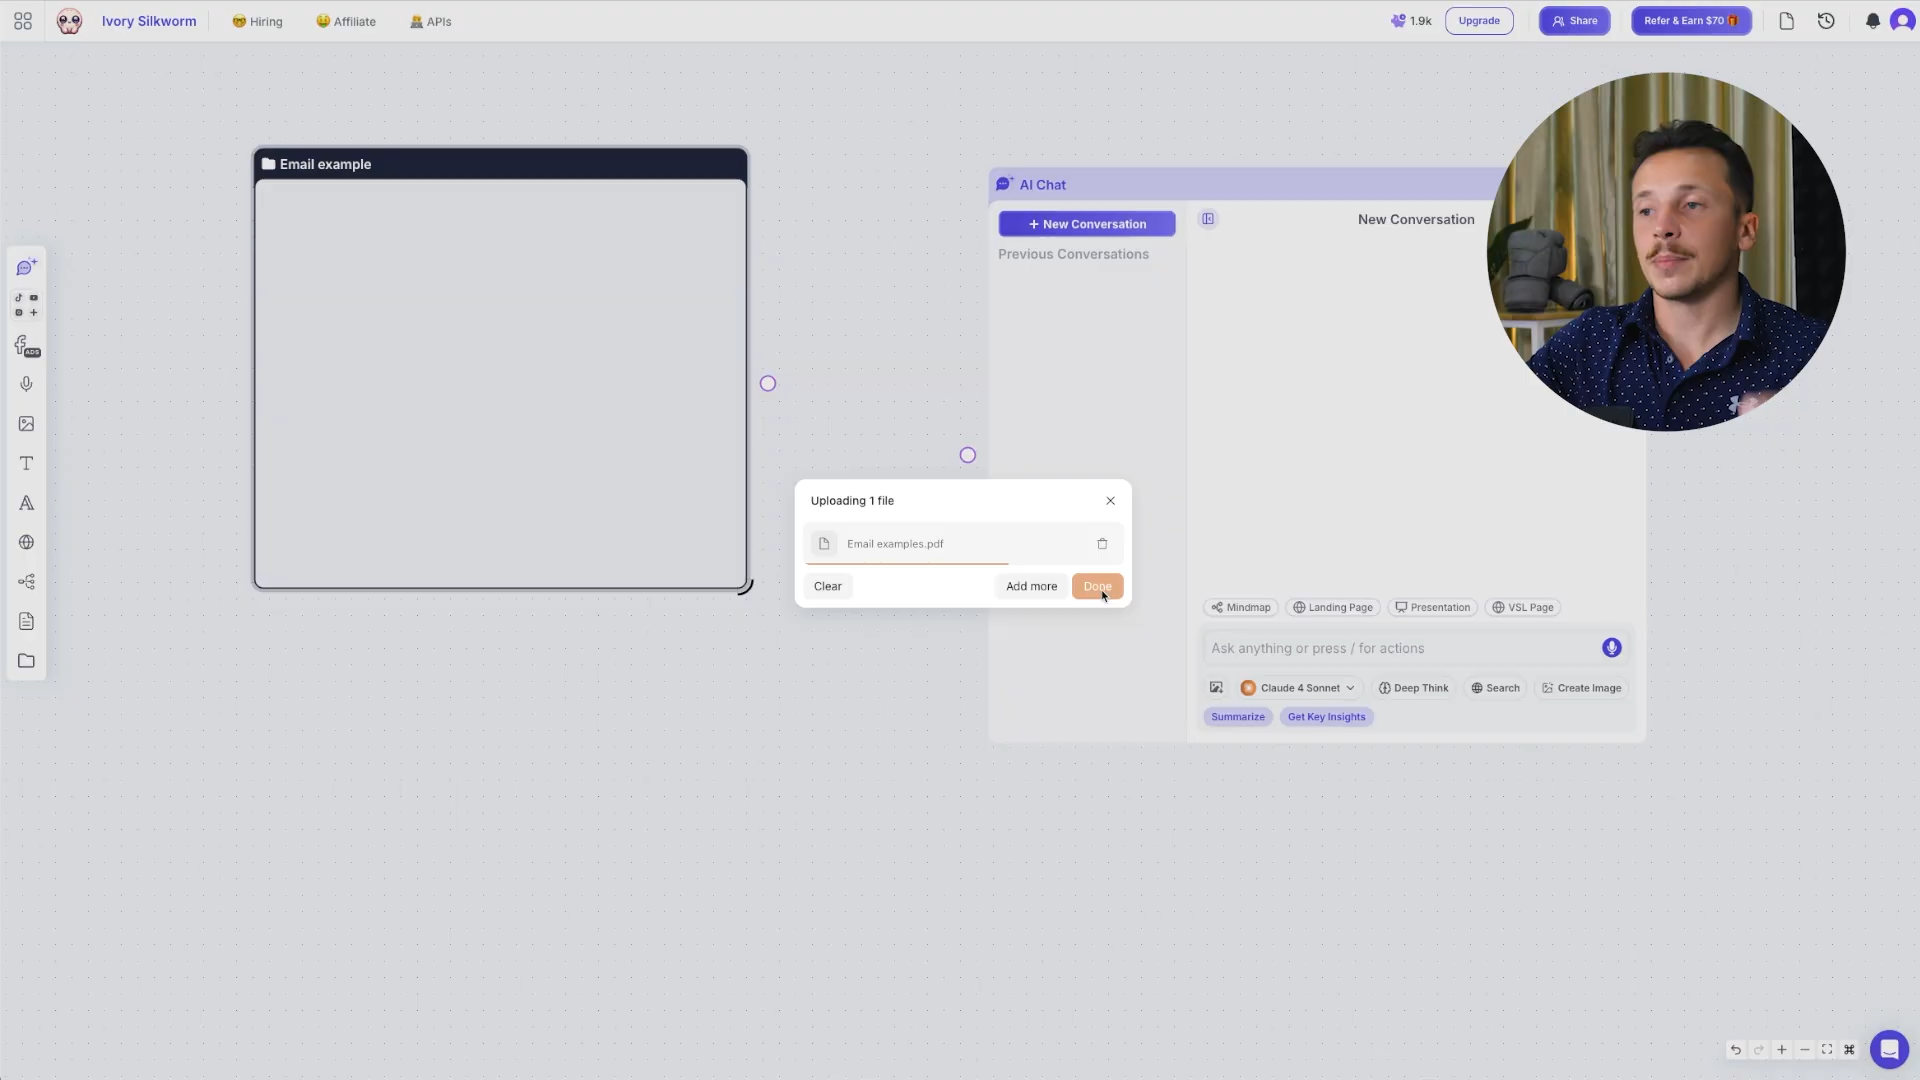 Ivory Silkworm
Hiring
Affiliate
APIs
1.9k
Upgrade
Share
Refer & Earn $70
Email example
AI Chat
+ New Conversation
New Conversation
Previous Conversations
ADS
Uploading 1 file
Email examples.pdf
Clear
Add more
Done
Mindmap
Landing Page
Presentation
VSL Page
Ask anything or press / for actions
Claude 4 Sonnet
Deep Think
Search
Create Image
Summarize
Get Key Insights